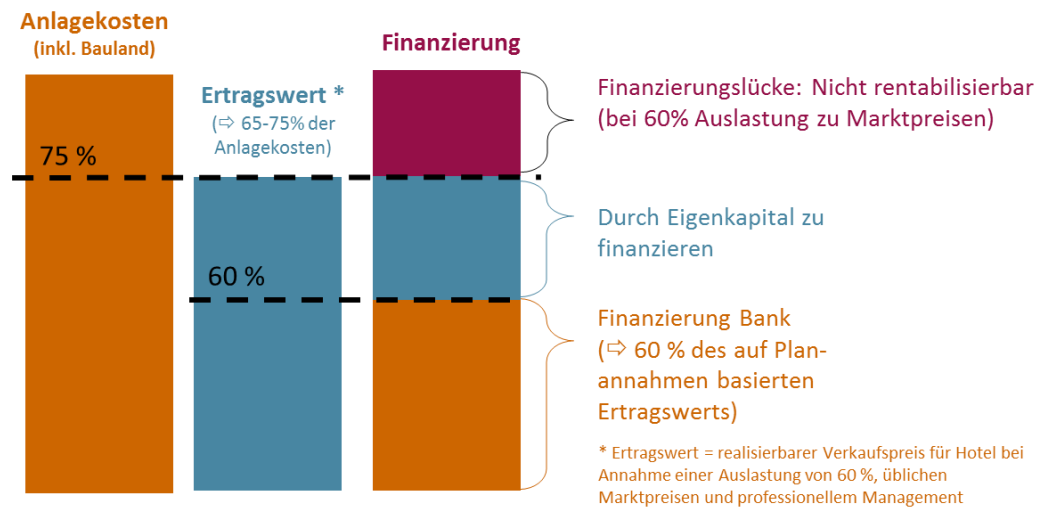 Anlagekosten
(inkl. Bauland)
75 %
Ertragswert *
(⇨ 65-75% der
Anlagekosten)
60 %
Finanzierung
Finanzierungslücke: Nicht rentabilisierbar
(bei 60% Auslastung zu Marktpreisen)
Durch Eigenkapital zu
finanzieren
Finanzierung Bank
(⇨ 60 % des auf Plan-
annahmen basierten
Ertragswerts)
* Ertragswert = realisierbarer Verkaufspreis für Hotel bei
Annahme einer Auslastung von 60 %, üblichen
Marktpreisen und professionellem Management